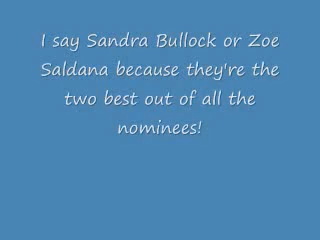 I say Sandra Bullock or Zoe
Saldana because they're the
two best out of all the
nominees!